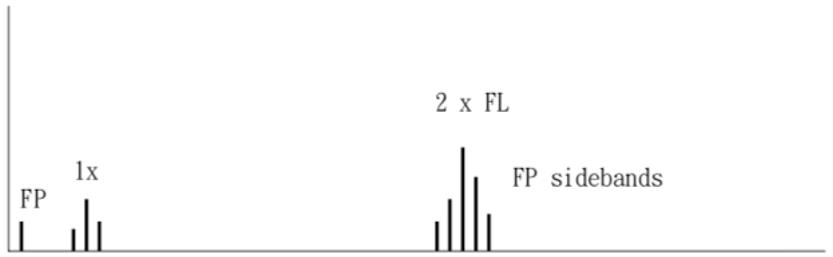 2 x FL
1x
FP sidebands
FP